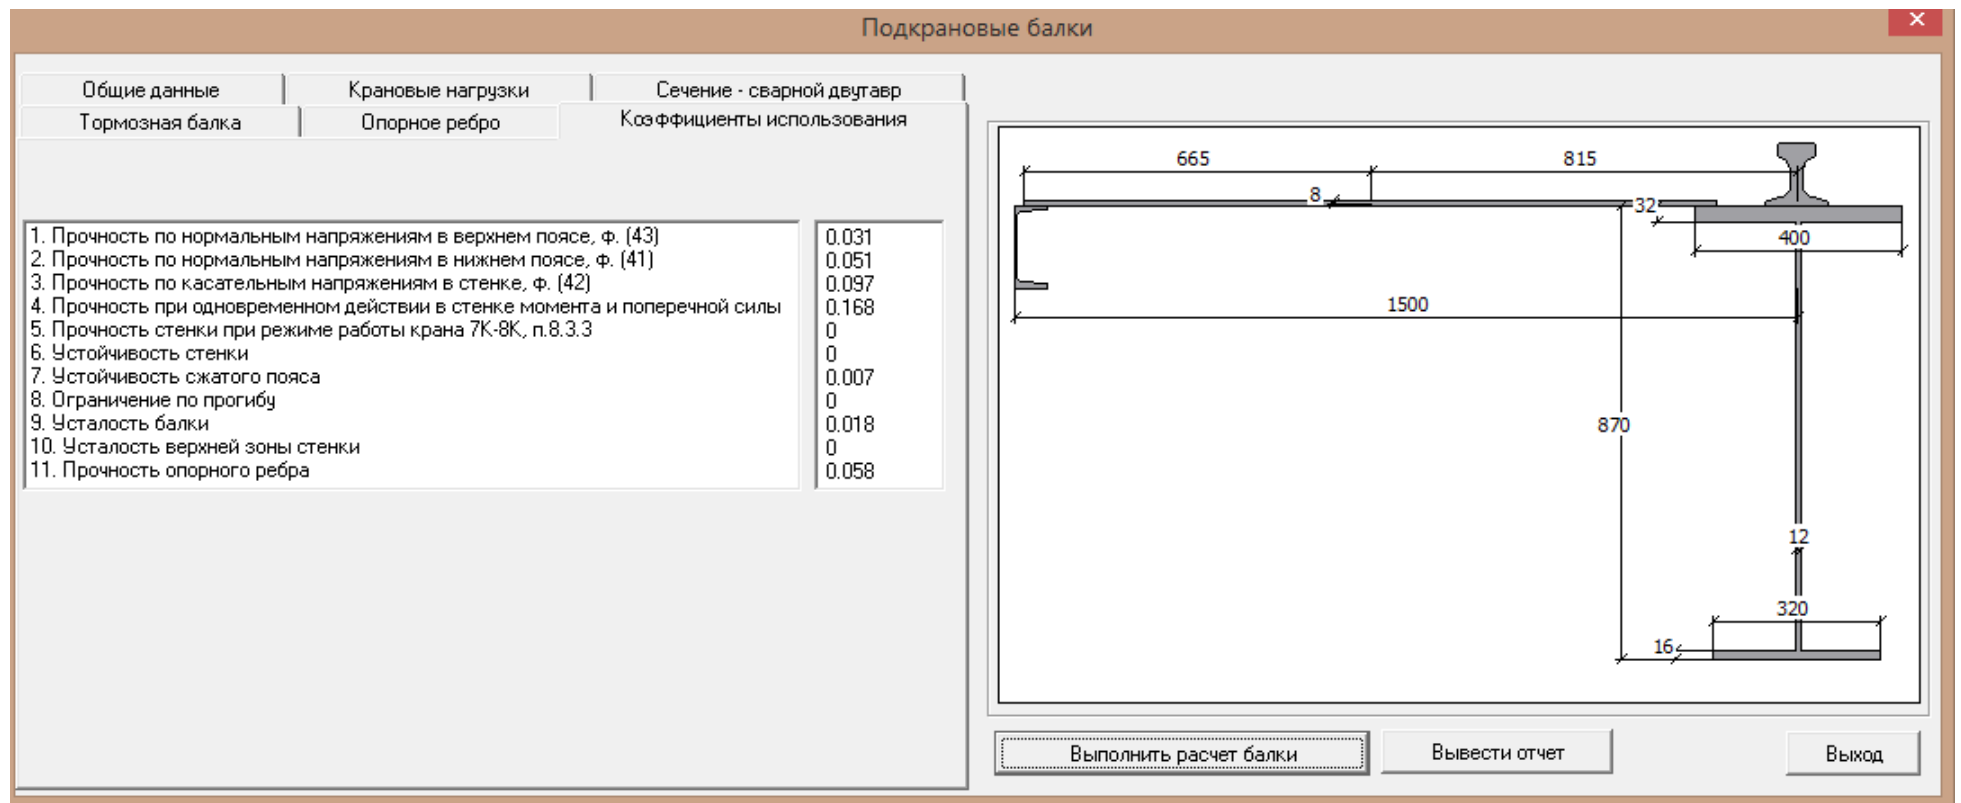 Подкрановые балки
Общие данные
Крановые нагрузки
Сечение - сварной двутавр
Тормозная балка
Опорное ребро
Коэффициенты использования
1. Прочность по нормальным напряжениям в верхнем поясе, ф. (43) 0.031
2. Прочность по нормальным напряжениям в нижнем поясе, ф. (41) 0.051
3. Прочность по касательным напряжениям в стенке, ф. (42) 0.097
4. Прочность при одновременном действии в стенке момента и поперечной силы 0.168
5. Прочность стенки при режиме работы крана 7К-8К, п.8.3.3 0
6. Устойчивость стенки 0
7. Устойчивость сжатого пояса 0.007
8. Ограничение по прогибу 0
9. Усталость балки 0.018
10. Усталость верхней зоны стенки 0
11. Прочность опорного ребра 0.058
665
815
8
32
400
1500
870
12
320
16
Выполнить расчет балки
Вывести отчет
Выход